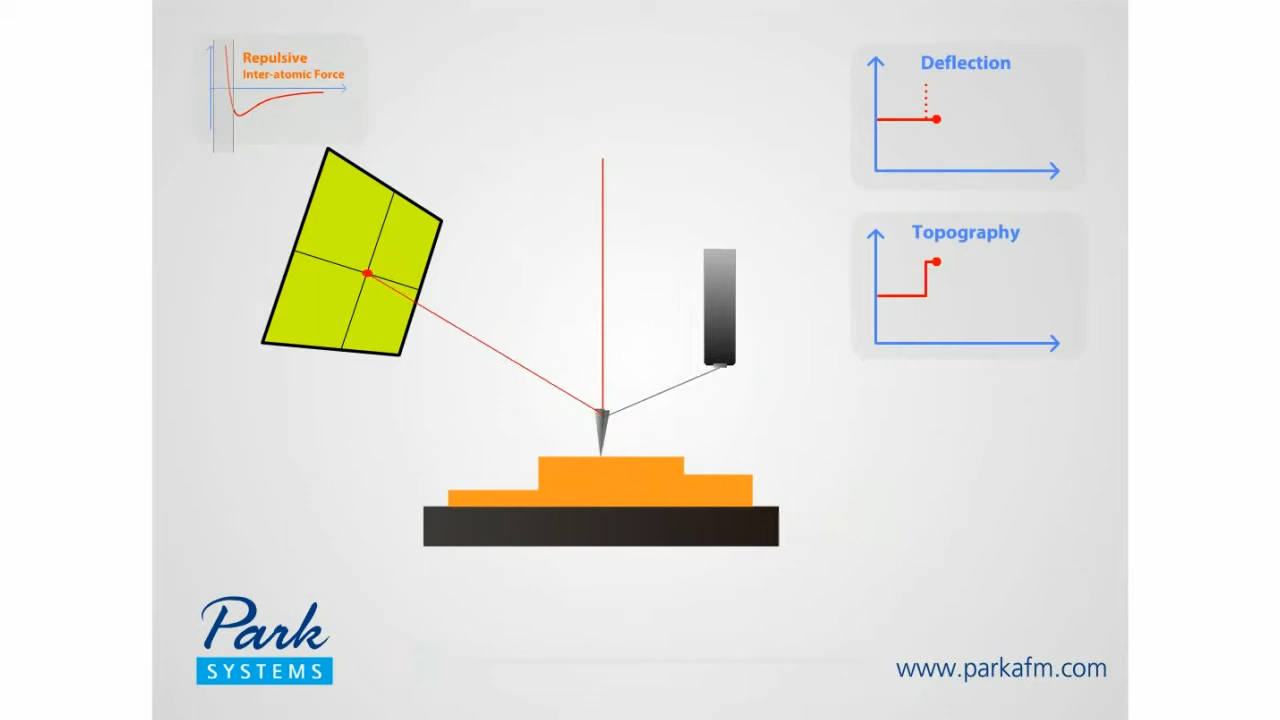 Repulsive
Inter-atomic Force
Deflection
Topography
Park
SYSTEMS
www.parkafm.com